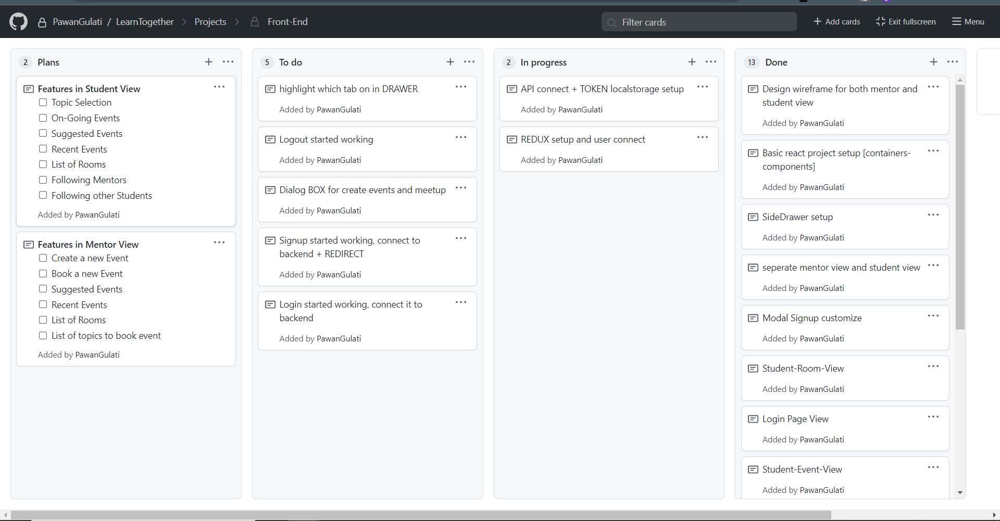 PawanGulati / LearnTogether > Projects > Front-End
Filter cards
Add cards
Exit fullscreen
Menu
2 Plans
Features in Student View
Topic Selection
On-Going Events
Suggested Events
Recent Events
List of Rooms
Following Mentors
Following other Students
Added by PawanGulati
Features in Mentor View
Create a new Event
Book a new Event
Suggested Events
Recent Events
List of Rooms
List of topics to book event
Added by PawanGulati
5 To do
highlight which tab on in DRAWER
Added by PawanGulati
Logout started working
Added by PawanGulati
Dialog BOX for create events and meetup
Added by PawanGulati
Signup started working, connect to
backend + REDIRECT
Added by PawanGulati
Login started working, connect it to
backend
Added by PawanGulati
2 In progress
API connect + TOKEN localstorage setup
Added by PawanGulati
REDUX setup and user connect
Added by PawanGulati
13 Done
Design wireframe for both mentor and
student view
Added by PawanGulati
Basic react project setup [containers-
components]
Added by PawanGulati
SideDrawer setup
Added by PawanGulati
seperate mentor view and student view
Added by PawanGulati
Modal Signup customize
Added by PawanGulati
Student-Room-View
Added by PawanGulati
Login Page View
Added by PawanGulati
Student-Event-View
Added by PawanGulati